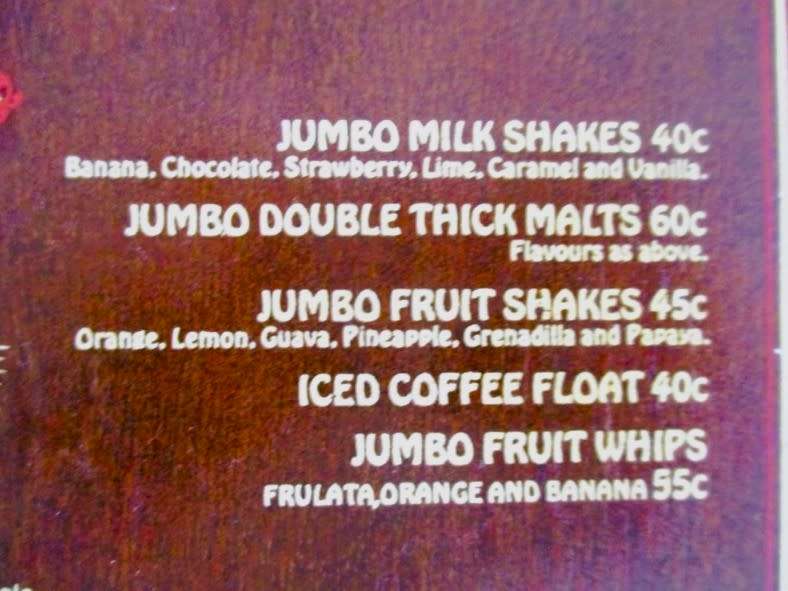 JUMBO MILK SHAKES 40c
Banana, Chocolate, Strawberry, Lime, Caramel and Vanilla.
JUMBO DOUBLE THICK MALTS 60c
Flavours as above.
JUMBO FRUIT SHAKES 45c
Orange, Lemon, Guava, Pineapple, Grenadilla and Papaya.
ICED COFFEE FLOAT 40c
JUMBO FRUIT WHIPS
FRULATA,ORANGE AND BANANA 55c